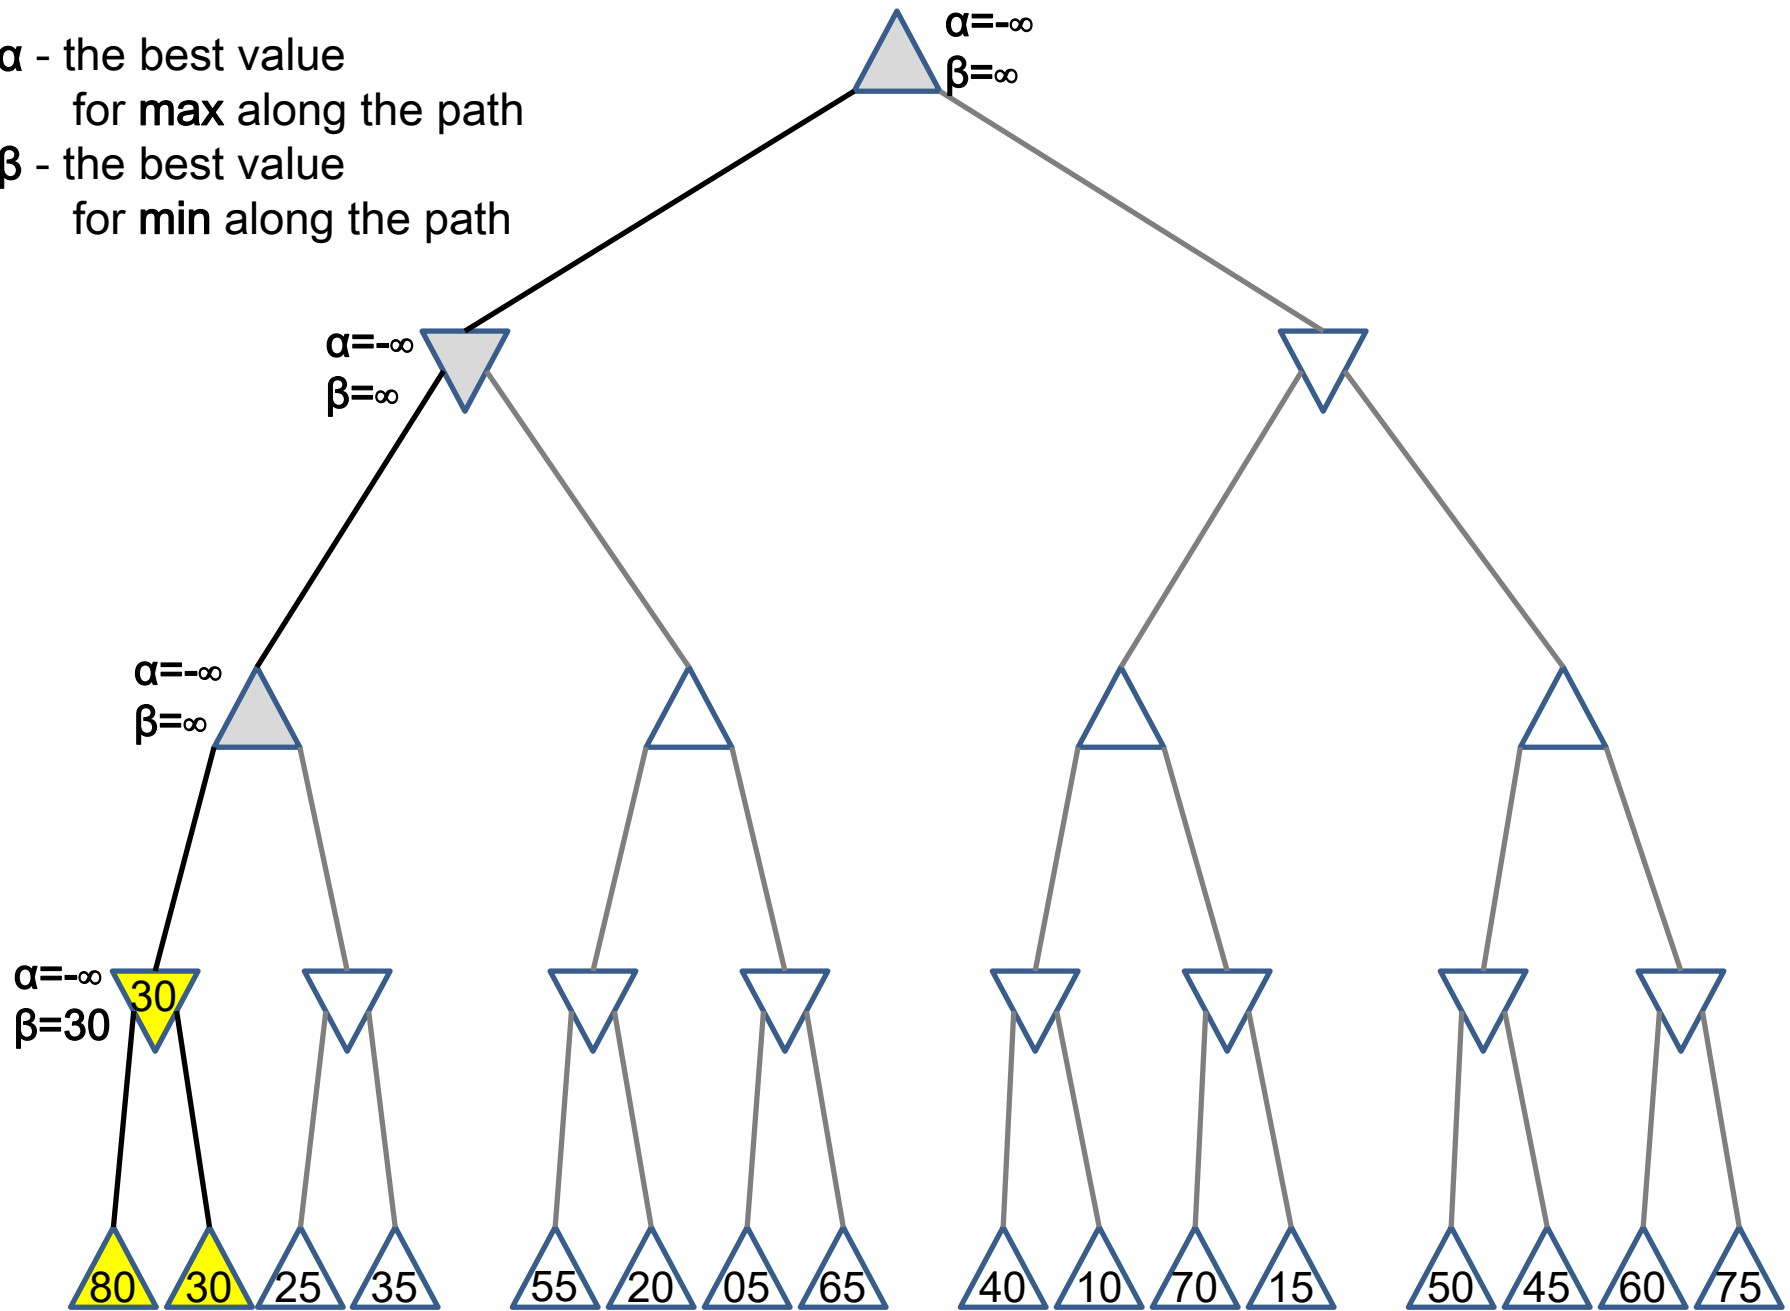 α=-∞
α - the best value
β=∞
for max along the path
β - the best value
for min along the path
α=-∞
β=∞
α=-∞
β=∞
α=-∞
30
β=30
80 30 25 35 55 20 05 65 40 10 70 15 50 45 60 75